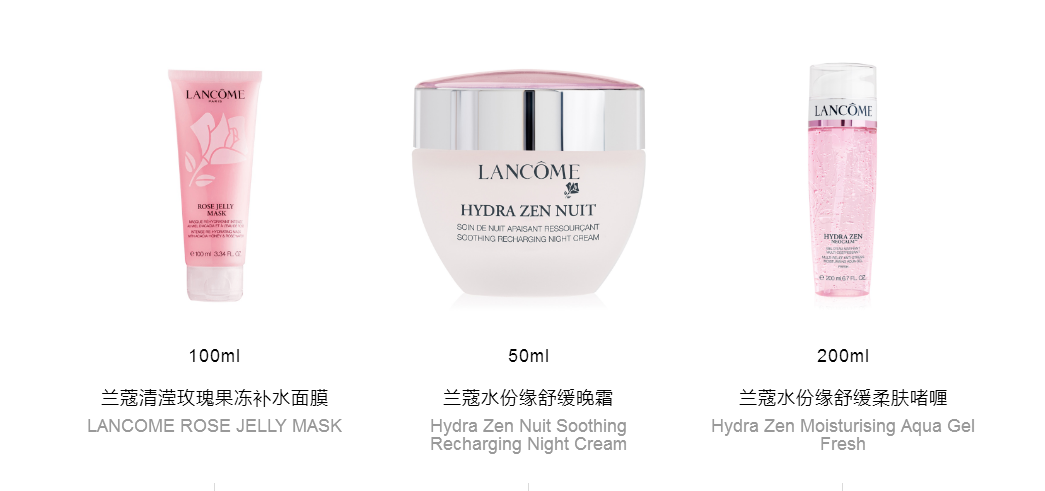 LANCÔME
PARIS
ROSE JELLY
MASK
100 ml 3.34 FL. OZ.
LANCÔME
HYDRA ZEN NUIT
SOIN DE NUIT APAISANT RESSOURÇANT
SOOTHING RECHARGING NIGHT CREAM
LANCÔME
HYDRA ZEN
NEOCALM™
200 ml 6.7 FL. OZ.
100ml
50ml
200ml
兰蔻清滢玫瑰果冻补水面膜
兰蔻水份缘舒缓晚霜
兰蔻水份缘舒缓柔肤啫喱
LANCOME ROSE JELLY MASK
Hydra Zen Nuit Soothing
Recharging Night Cream
Hydra Zen Moisturising Aqua Gel
Fresh